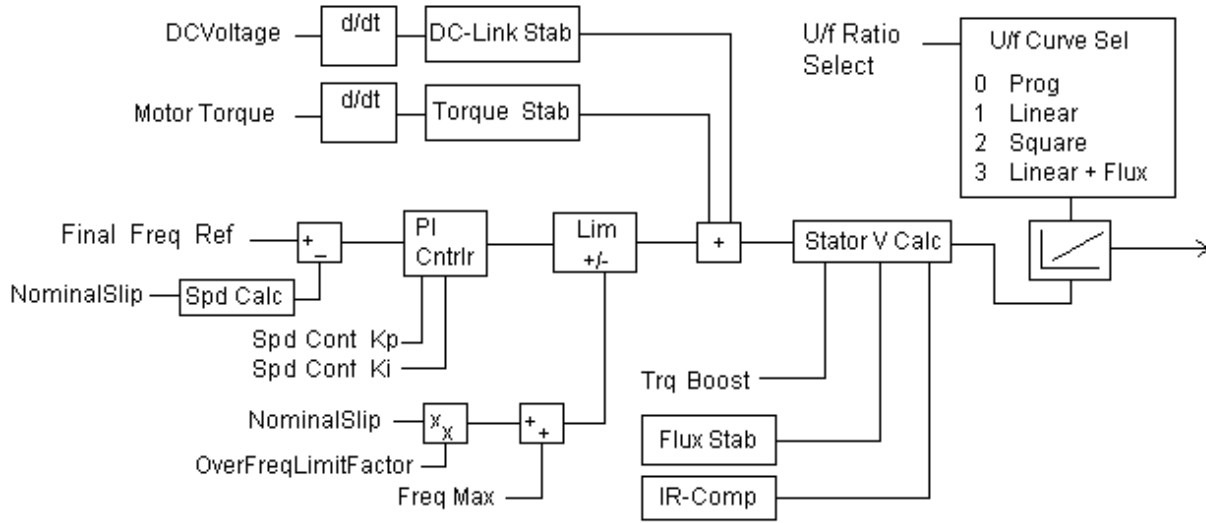 DCVoltage
d/dt
DC-Link Stab
U/f Ratio
Select
U/f Curve Sel
0 Prog
1 Linear
2 Square
3 Linear + Flux
Motor Torque
d/dt
Torque Stab
Final Freq Ref
+
−
PI
Cntrlr
Lim
+/-
+
Stator V Calc
NominalSlip
Spd Calc
Spd Cont Kp
Spd Cont Ki
Trq Boost
NominalSlip
x
x
+
+
OverFreqLimitFactor
Freq Max
Flux Stab
IR-Comp